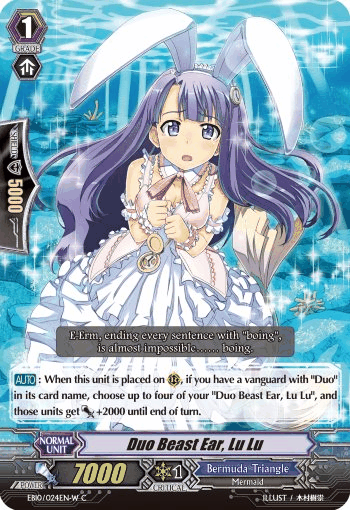 1
GRADE
SHIELD 5000
E-Erm, ending every sentence with "boing",
is almost impossible...... boing.
AUTO : When this unit is placed on R, if you have a vanguard with "Duo"
in its card name, choose up to four of your "Duo Beast Ear, Lu Lu", and
those units get +2000 until end of turn.
NORMAL UNIT
Duo Beast Ear, Lu Lu
POWER 7000
1 CRITICAL
Bermuda Triangle
Mermaid
EB10/024EN-W C
ILLUST / 木村樹崇